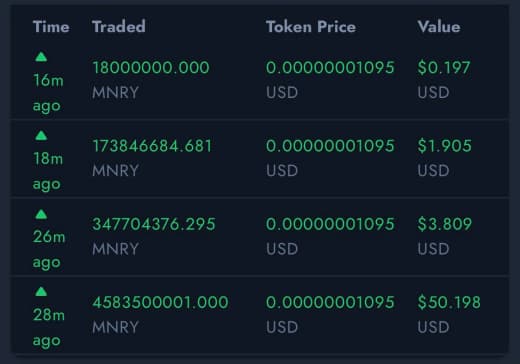 Time Traded Token Price Value
16m ago 18000000.000 MNRY 0.00000001095 USD $0.197 USD
18m ago 173846684.681 MNRY 0.00000001095 USD $1.905 USD
26m ago 347704376.295 MNRY 0.00000001095 USD $3.809 USD
28m ago 4583500001.000 MNRY 0.00000001095 USD $50.198 USD